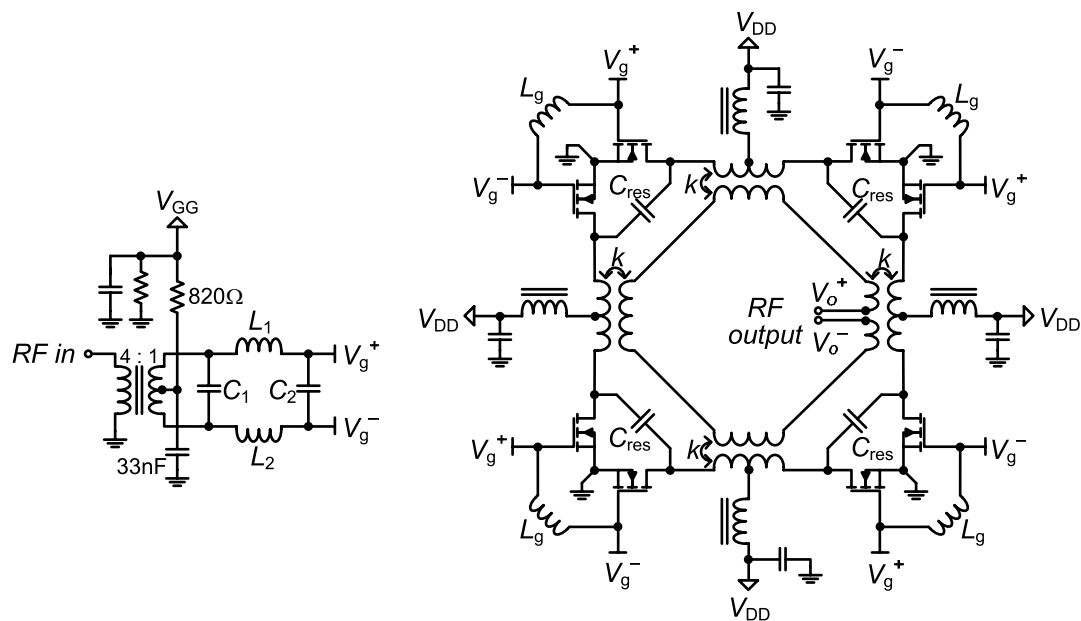 V_DD
V_g^+
V_g^-
L_g
L_g
V_g^-
C_res
k
C_res
V_g^+
V_GG
k
k
820Ω
V_DD
V_o^+
RF output
V_o^-
V_DD
L_1
RF in
4 : 1
V_g^+
C_1
C_2
V_g^-
L_2
33nF
V_g^+
C_res
k
C_res
V_g^-
L_g
L_g
V_g^-
V_g^+
V_DD